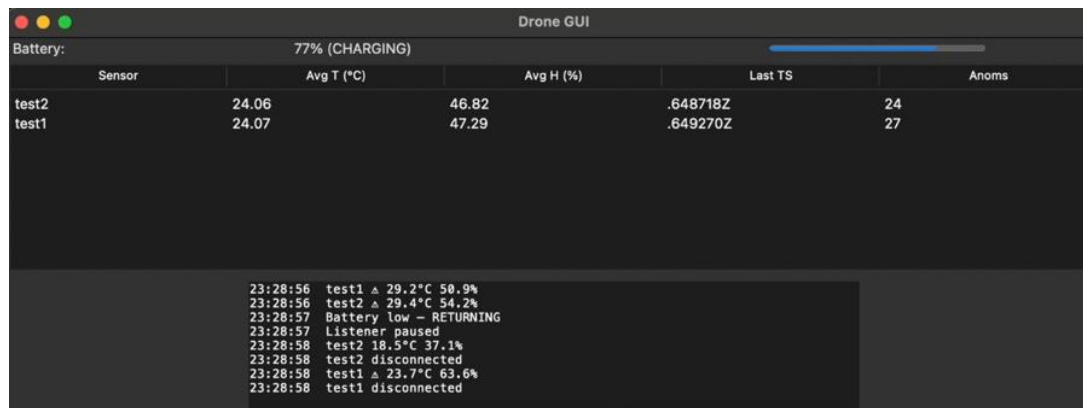 Drone GUI
Battery: 77% (CHARGING)
Sensor Avg T (°C) Avg H (%) Last TS Anoms
test2 24.06 46.82 .648718Z 24
test1 24.07 47.29 .649270Z 27
23:28:56 test1 ⚠ 29.2°C 50.9%
23:28:56 test2 ⚠ 29.4°C 54.2%
23:28:57 Battery low — RETURNING
23:28:57 Listener paused
23:28:58 test2 18.5°C 37.1%
23:28:58 test2 disconnected
23:28:58 test1 ⚠ 23.7°C 63.6%
23:28:58 test1 disconnected